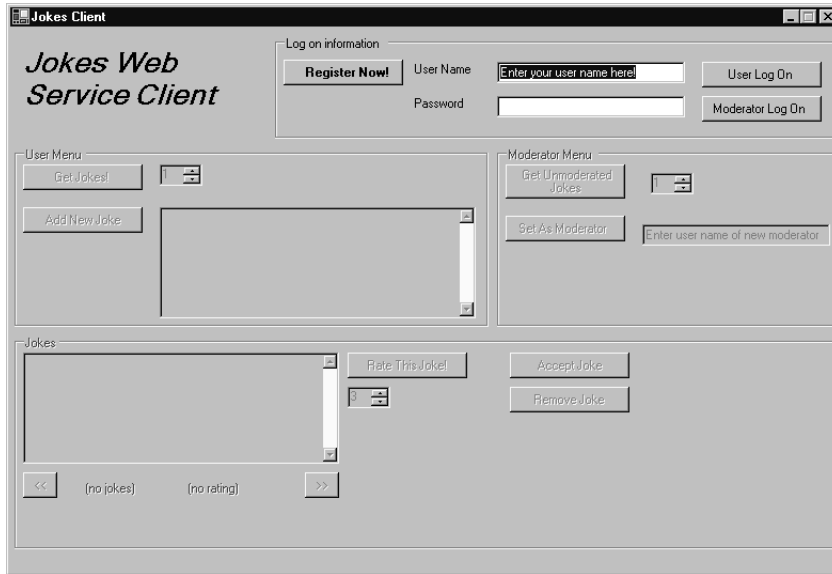 Jokes Client
Jokes Web
Service Client
Log on information
Register Now!
User Name
Enter your user name here!
User Log On
Password
Moderator Log On
User Menu
Get Jokes!
1
Add New Joke
Moderator Menu
Get Unmoderated
Jokes
1
Set As Moderator
Enter user name of new moderator
Jokes
Rate This Joke!
3
Accept Joke
Remove Joke
<<
(no jokes)
(no rating)
>>